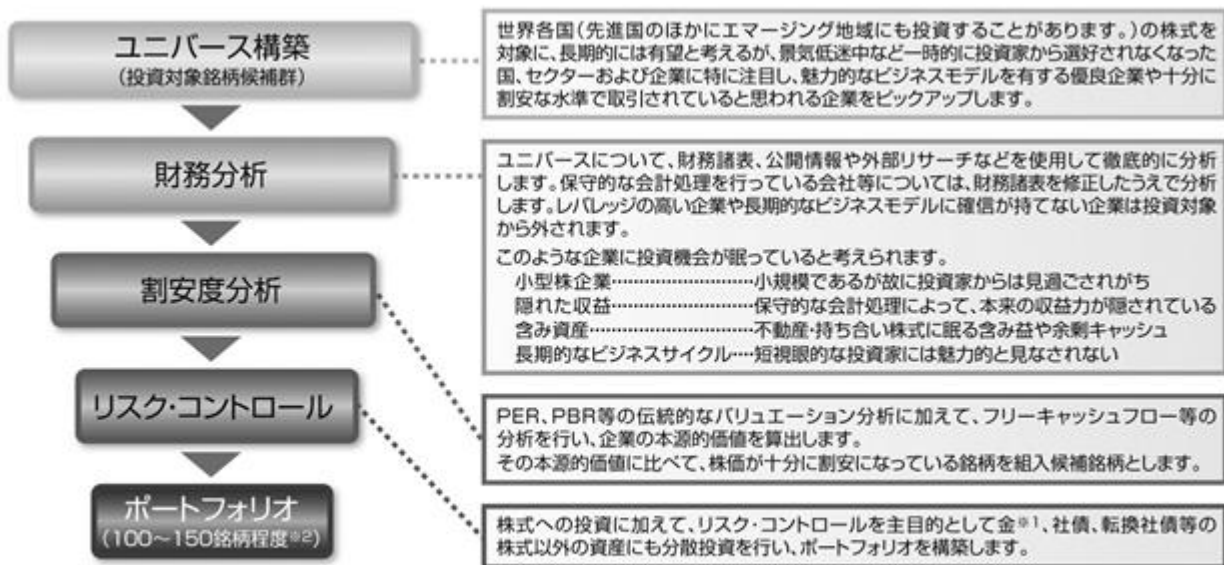 ユニバース構築
(投資対象銘柄候補群)
世界各国(先進国のほかにエマージング地域にも投資することがあります。)の株式を
対象に、長期的には有望と考えるが、景気低迷中など一時的に投資家から選好されなくなった
国、セクターおよび企業に特に注目し、魅力的なビジネスモデルを有する優良企業や十分に
割安な水準で取引されていると思われる企業をピックアップします。
財務分析
ユニバースについて、財務諸表、公開情報や外部リサーチなどを使用して徹底的に分析
します。保守的な会計処理を行っている会社等については、財務諸表を修正したうえで分析
します。レバレッジの高い企業や長期的なビジネスモデルに確信が持てない企業は投資対象
から外されます。
このような企業に投資機会が眠っていると考えられます。
小型株企業…………………………小規模であるが故に投資家からは見過ごされがち
隠れた収益…………………………保守的な会計処理によって、本来の収益力が隠されている
含み資産……………………………不動産・持ち合い株式に眠る含み益や余剰キャッシュ
長期的なビジネスサイクル‥‥短視眼的な投資家には魅力的と見なされない
割安度分析
PER、PBR等の伝統的なバリュエーション分析に加えて、フリーキャッシュフロー等の
分析を行い、企業の本源的価値を算出します。
その本源的価値に比べて、株価が十分に割安になっている銘柄を組入候補銘柄とします。
リスク・コントロール
株式への投資に加えて、リスク・コントロールを主目的として金※1、社債、転換社債等の
株式以外の資産にも分散投資を行い、ポートフォリオを構築します。
ポートフォリオ
(100～150銘柄程度※2)